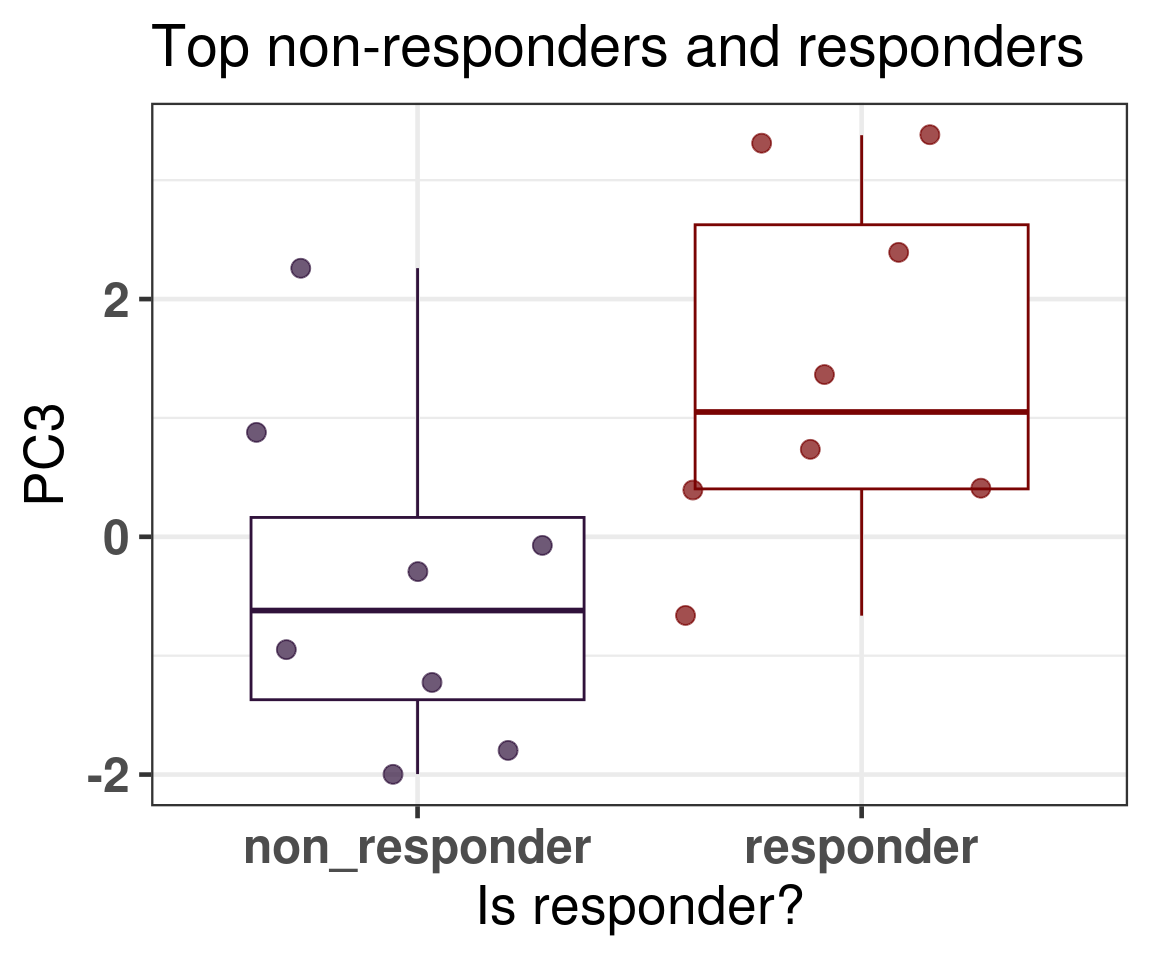 Top non-responders and responders
PC3
2
0
-2
non_responder responder
Is responder?